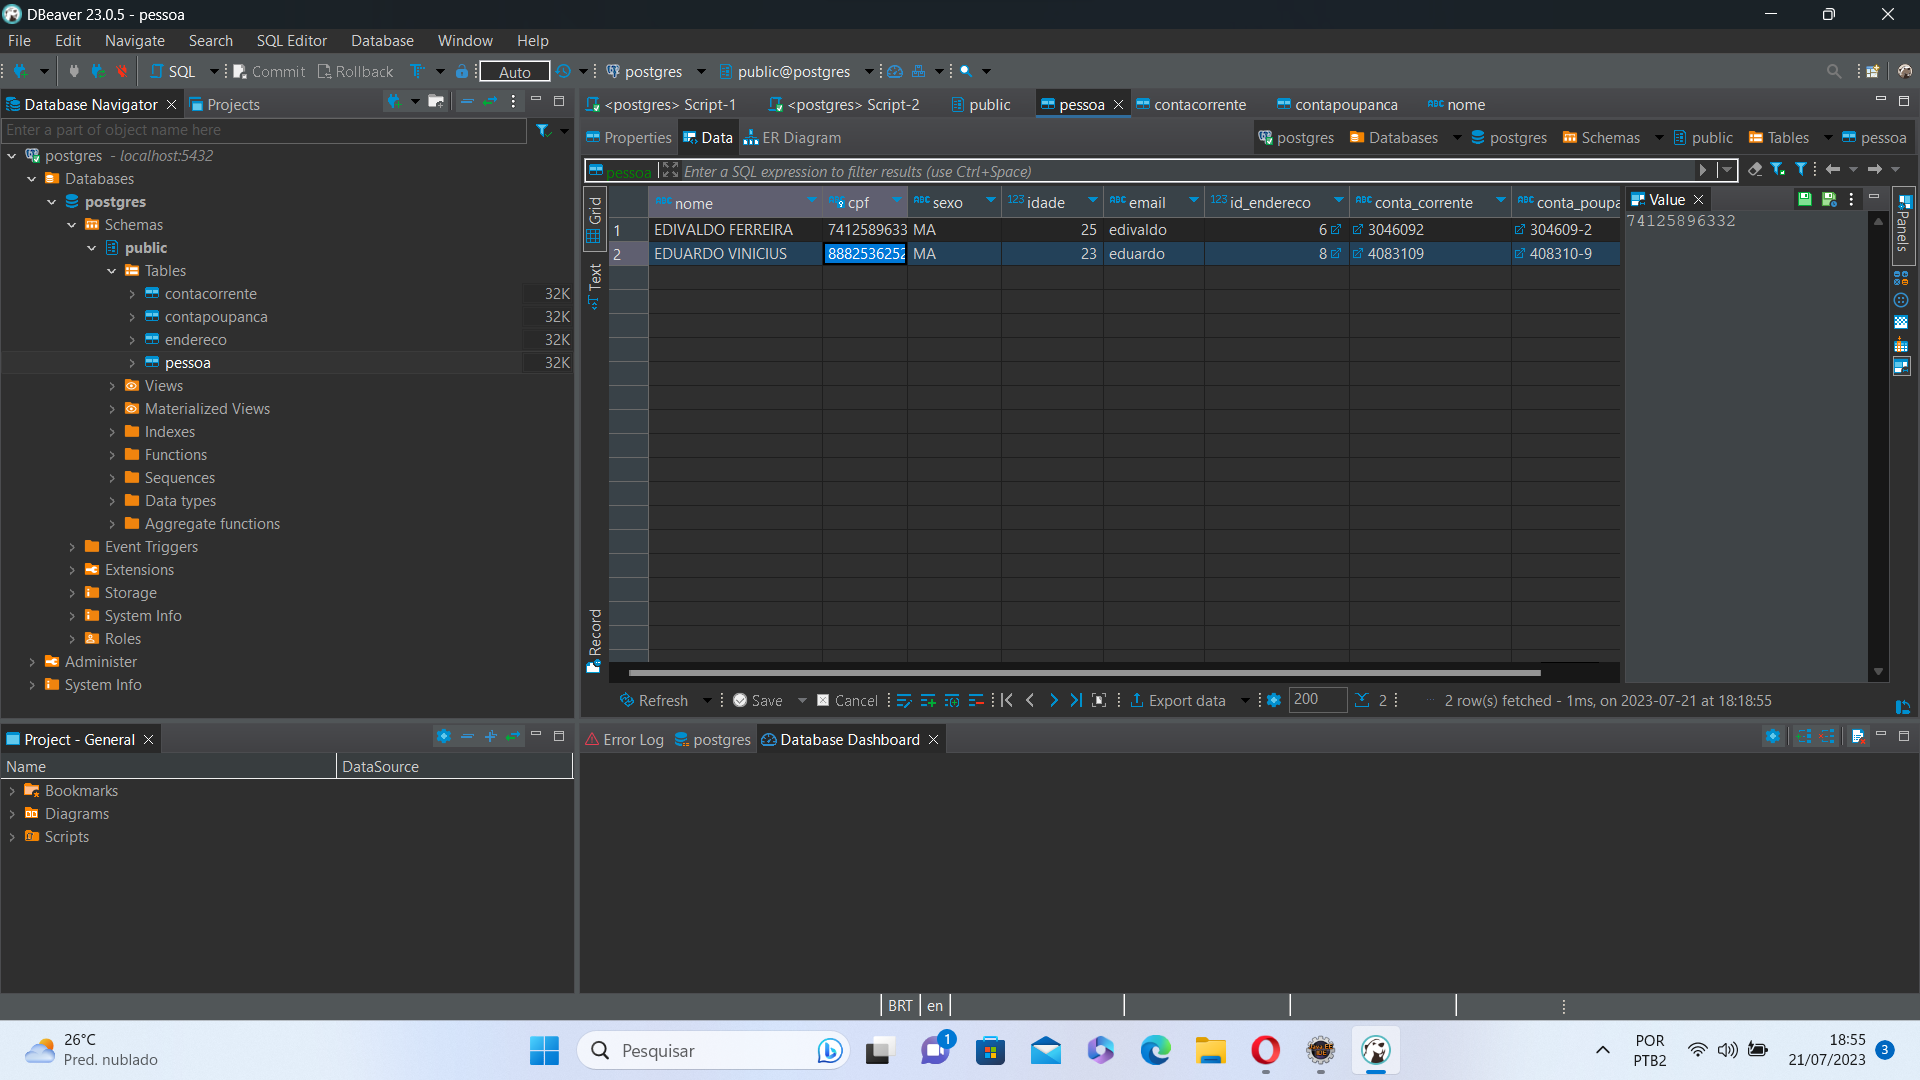 DBeaver 23.0.5 - pessoa
File Edit Navigate Search SQL Editor Database Window Help
SQL Commit Rollback Auto postgres public@postgres
Database Navigator Projects
Enter a part of object name here
postgres - localhost:5432
Databases
postgres
Schemas
public
Tables
contacorrente 32K
contapoupanca 32K
endereco 32K
pessoa 32K
Views
Materialized Views
Indexes
Functions
Sequences
Data types
Aggregate functions
Event Triggers
Extensions
Storage
System Info
Roles
Administer
System Info
<postgres> Script-1 <postgres> Script-2 public pessoa contacorrente contapoupanca nome
Properties Data ER Diagram postgres Databases postgres Schemas public Tables pessoa
pessoa Enter a SQL expression to filter results (use Ctrl+Space)
Grid
Text
Record
ABC nome cpf ABC sexo 123 idade ABC email 123 id_endereco ABC conta_corrente ABC conta_poupa
1 EDIVALDO FERREIRA 7412589633 MA 25 edivaldo 6 3046092 304609-2
2 EDUARDO VINICIUS 8882536252 MA 23 eduardo 8 4083109 408310-9
Value
74125896332
Panels
Refresh Save Cancel Export data 200 2 2 row(s) fetched - 1ms, on 2023-07-21 at 18:18:55
Project - General
Name DataSource
Bookmarks
Diagrams
Scripts
Error Log postgres Database Dashboard
BRT en
26°C
Pred. nublado
Pesquisar
1
POR
PTB2
18:55
21/07/2023
3